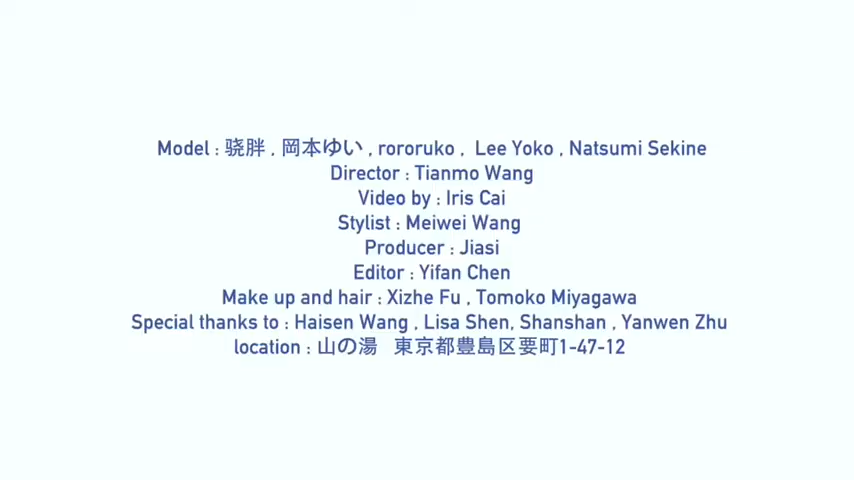 Model : 骁胖 , 岡本ゆい , rororuko ,  Lee Yoko , Natsumi Sekine
Director : Tianmo Wang
Video by : Iris Cai
Stylist : Meiwei Wang
Producer : Jiasi
Editor : Yifan Chen
Make up and hair : Xizhe Fu , Tomoko Miyagawa
Special thanks to : Haisen Wang , Lisa Shen, Shanshan , Yanwen Zhu
location : 山の湯   東京都豊島区要町1-47-12